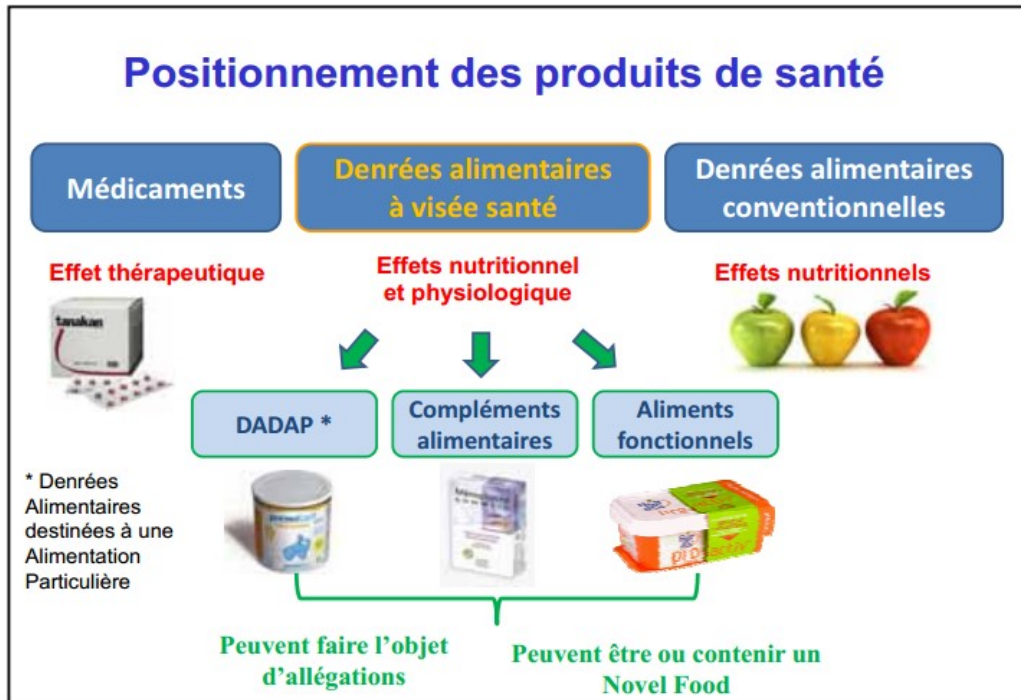 Positionnement des produits de santé
Médicaments
Denrées alimentaires
à visée santé
Denrées alimentaires
conventionnelles
Effet thérapeutique
Effets nutritionnel
et physiologique
Effets nutritionnels
tanakan
DADAP *
Compléments
alimentaires
Aliments
fonctionnels
* Denrées
Alimentaires
destinées à une
Alimentation
Particulière
Peuvent faire l’objet
d’allégations
Peuvent être ou contenir un
Novel Food